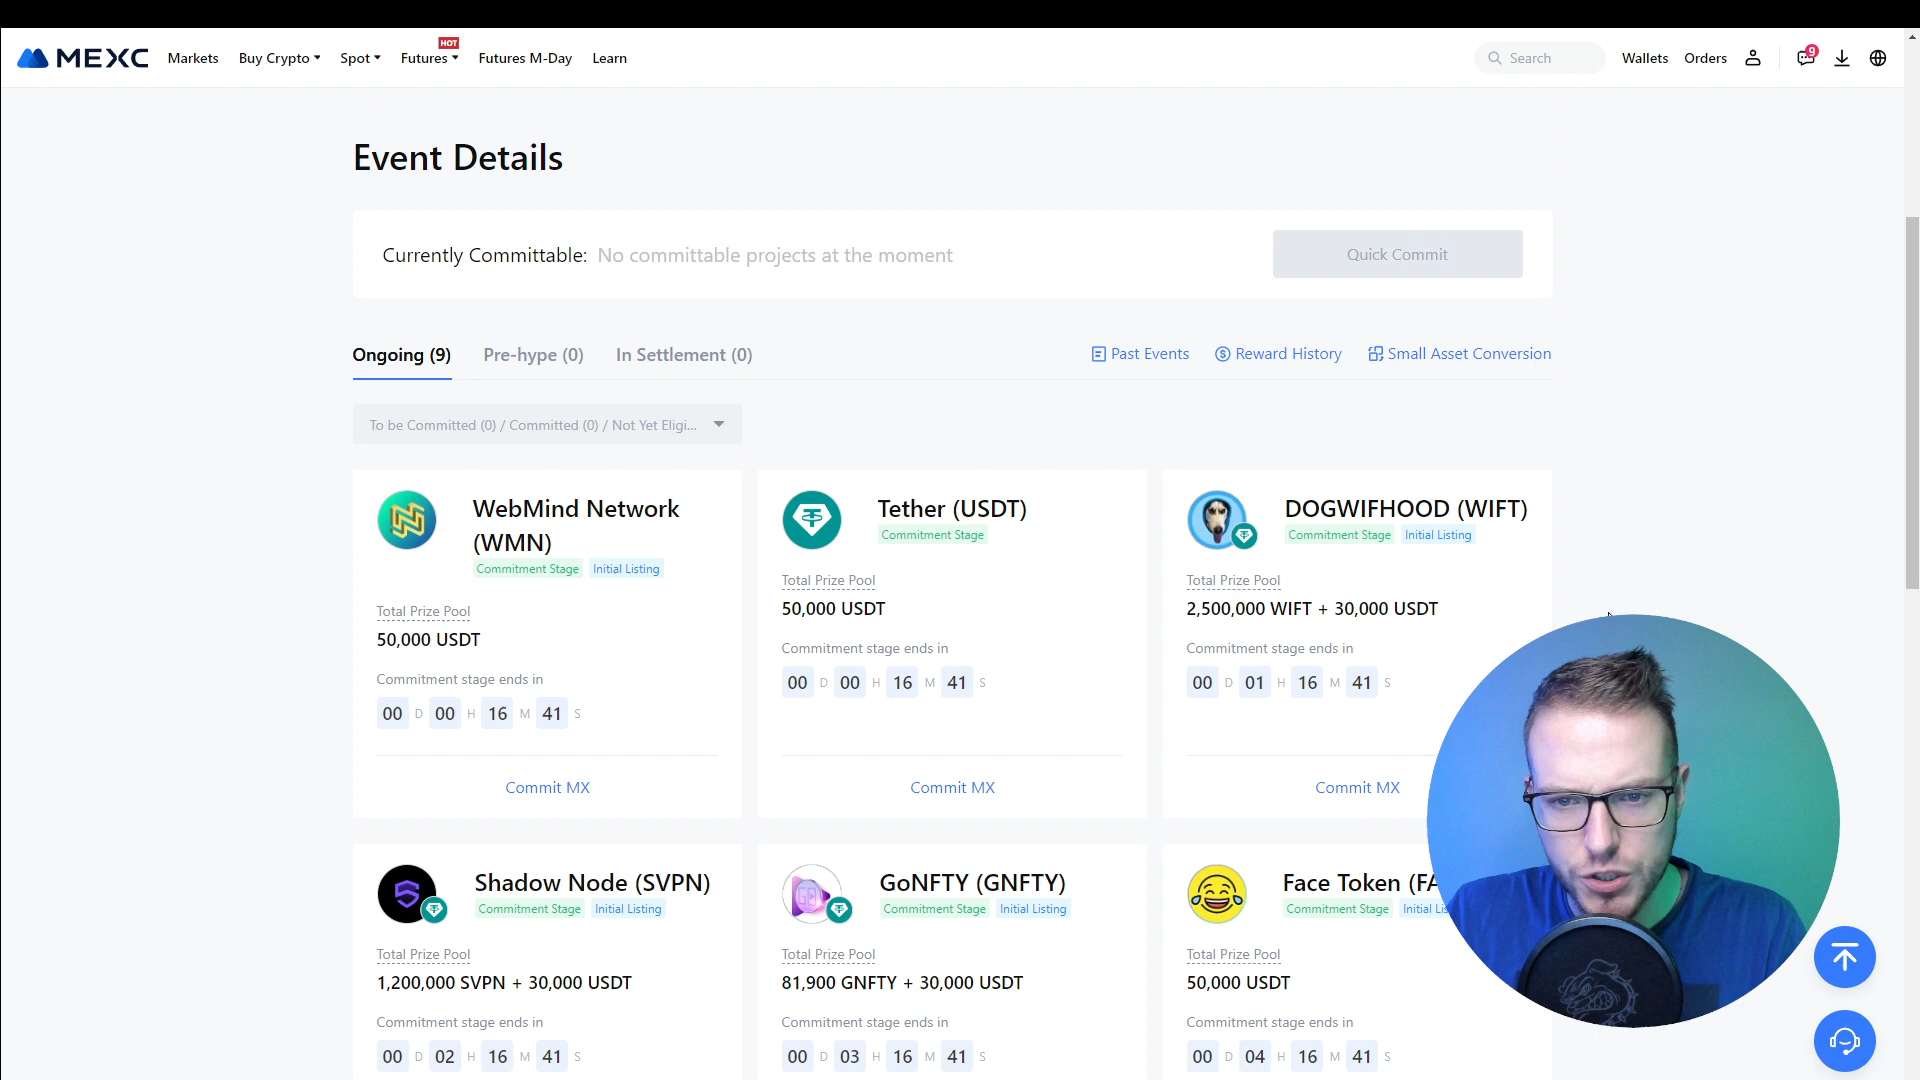 MEXC Markets Buy Crypto Spot Futures HOT Futures M-Day Learn Search Wallets Orders 9
Event Details
Currently Committable: No committable projects at the moment Quick Commit
Ongoing (9) Pre-hype (0) In Settlement (0) Past Events Reward History Small Asset Conversion
To be Committed (0) / Committed (0) / Not Yet Eligi...
WebMind Network
(WMN)
Commitment Stage Initial Listing
Total Prize Pool
50,000 USDT
Commitment stage ends in
00 D 00 H 16 M 41 S
Commit MX
Tether (USDT)
Commitment Stage
Total Prize Pool
50,000 USDT
Commitment stage ends in
00 D 00 H 16 M 41 S
Commit MX
DOGWIFHOOD (WIFT)
Commitment Stage Initial Listing
Total Prize Pool
2,500,000 WIFT + 30,000 USDT
Commitment stage ends in
00 D 01 H 16 M 41 S
Commit MX
Shadow Node (SVPN)
Commitment Stage Initial Listing
Total Prize Pool
1,200,000 SVPN + 30,000 USDT
Commitment stage ends in
00 D 02 H 16 M 41 S
GoNFTY (GNFTY)
Commitment Stage Initial Listing
Total Prize Pool
81,900 GNFTY + 30,000 USDT
Commitment stage ends in
00 D 03 H 16 M 41 S
Face Token
Commitment Stage Initial
Total Prize Pool
50,000 USDT
Commitment stage ends in
00 D 04 H 16 M 41 S